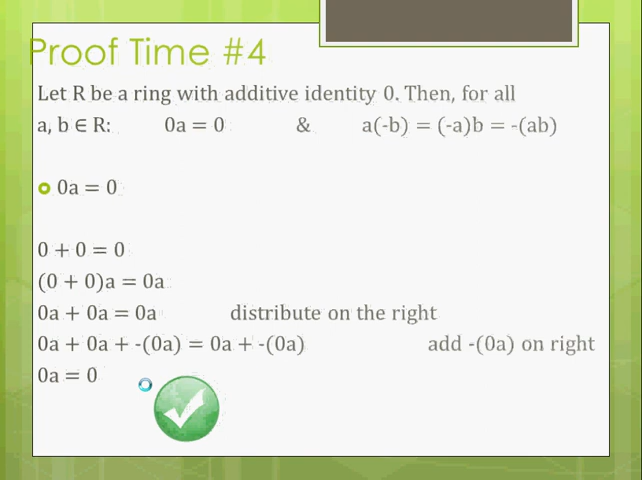 Proof Time #4
Let R be a ring with additive identity 0. Then, for all
a, b ∈ R: 0a = 0 & a(-b) = (-a)b = -(ab)
0a = 0
0 + 0 = 0
(0 + 0)a = 0a
0a + 0a = 0a distribute on the right
0a + 0a + -(0a) = 0a + -(0a) add -(0a) on right
0a = 0